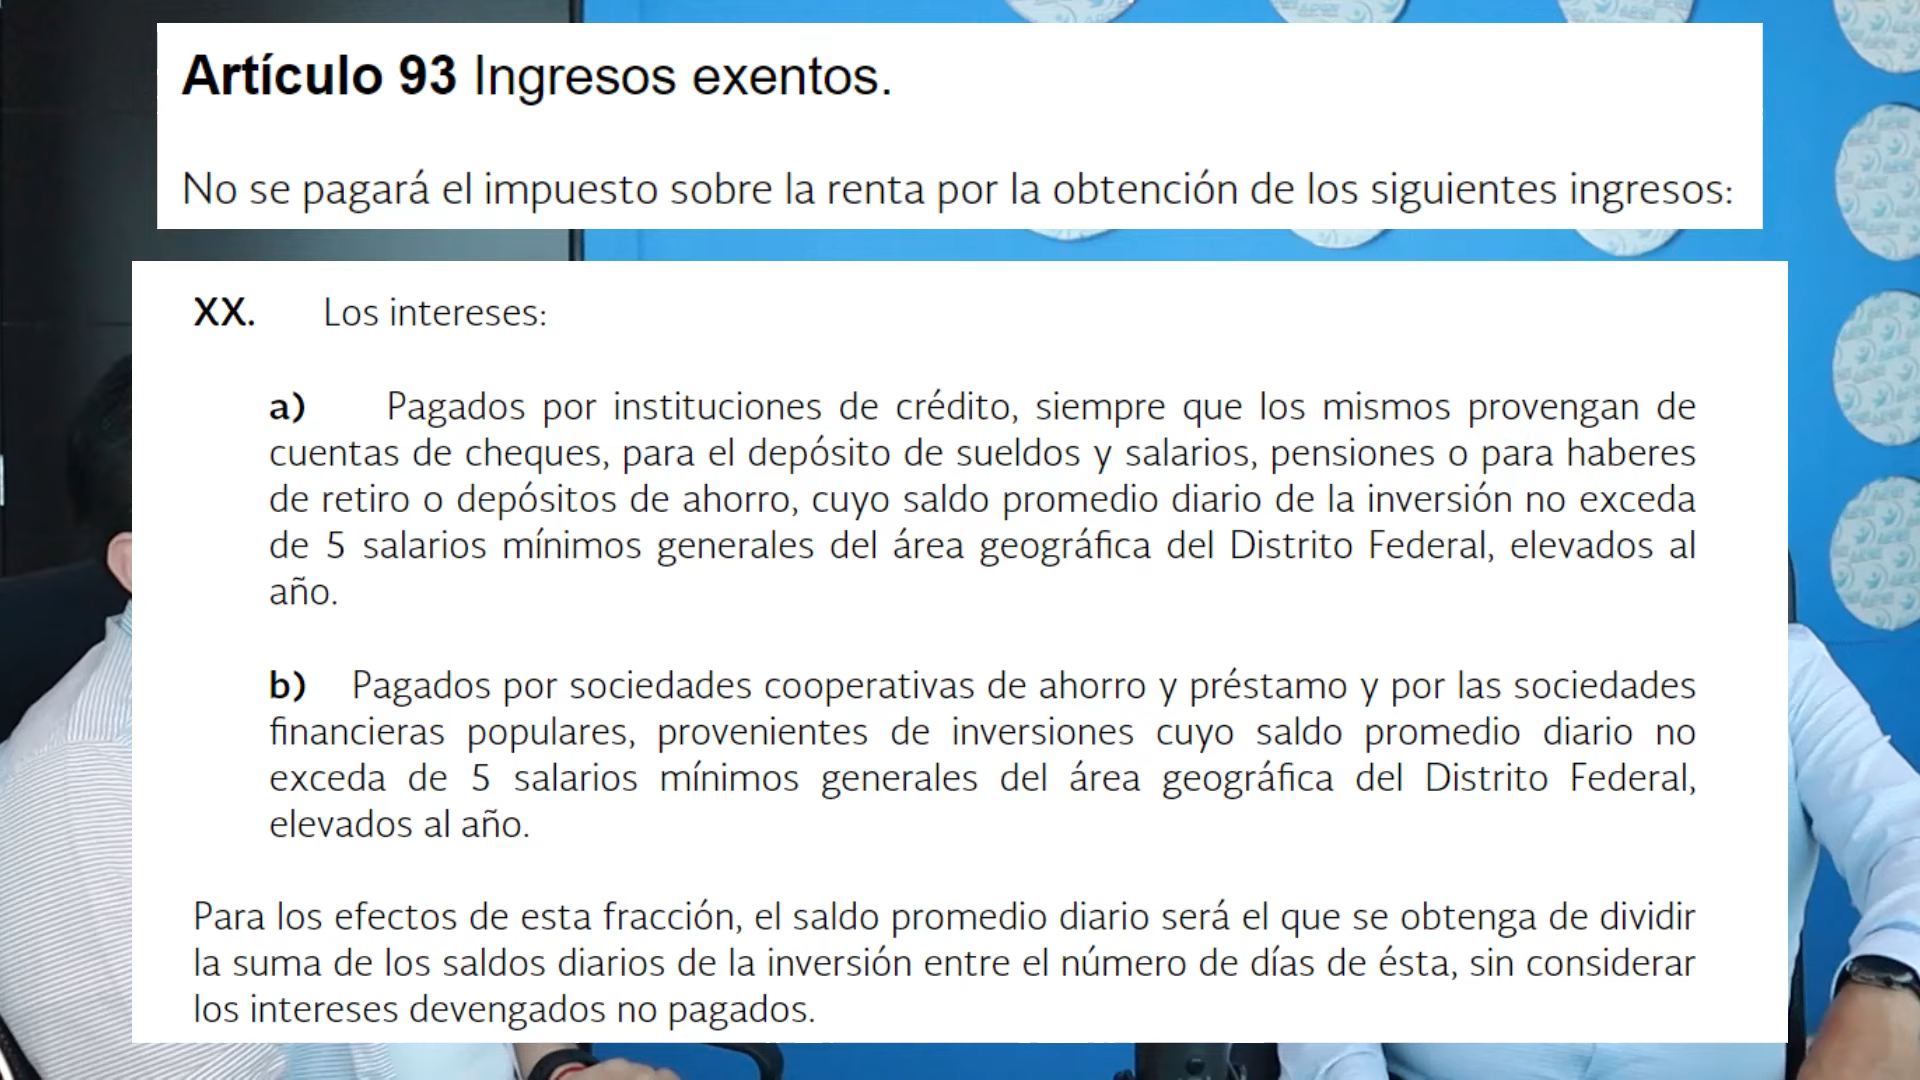 Artículo 93 Ingresos exentos.
No se pagará el impuesto sobre la renta por la obtención de los siguientes ingresos:
XX. Los intereses:
a) Pagados por instituciones de crédito, siempre que los mismos provengan de
cuentas de cheques, para el depósito de sueldos y salarios, pensiones o para haberes
de retiro o depósitos de ahorro, cuyo saldo promedio diario de la inversión no exceda
de 5 salarios mínimos generales del área geográfica del Distrito Federal, elevados al
año.
b) Pagados por sociedades cooperativas de ahorro y préstamo y por las sociedades
financieras populares, provenientes de inversiones cuyo saldo promedio diario no
exceda de 5 salarios mínimos generales del área geográfica del Distrito Federal,
elevados al año.
Para los efectos de esta fracción, el saldo promedio diario será el que se obtenga de dividir
la suma de los saldos diarios de la inversión entre el número de días de ésta, sin considerar
los intereses devengados no pagados.